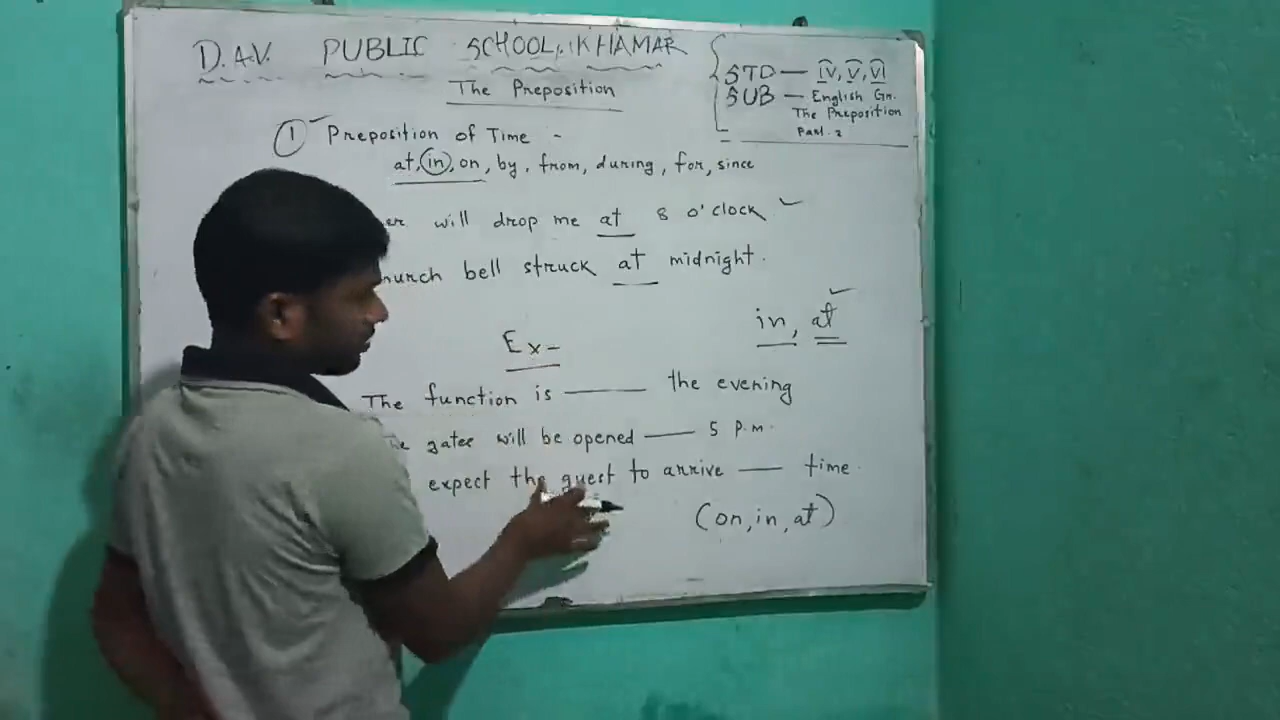 D.A.V. PUBLIC SCHOOL, KHAMAR
The Preposition
STD — IV, V, VI
SUB — English Gr.
The Preposition
Part. 2
① Preposition of Time -
at, in, on, by, from, during, for, since
will drop me at 8 o'clock
bell struck at midnight.
in, at
Ex-
The function is ——— the evening
gates will be opened —— 5 P.M.
expect the guest to arrive —— time.
(on, in, at)